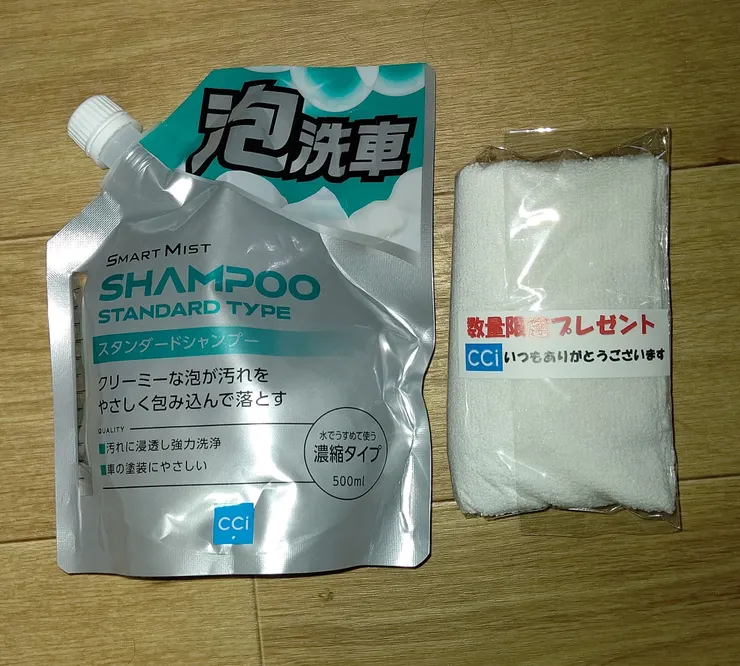 泡洗車
SMART MIST
SHAMPOO
STANDARD TYPE
スタンダードシャンプー
クリーミーな泡が汚れを
やさしく包み込んで落とす
QUALITY
汚れに浸透し強力洗浄
車の塗装にやさしい
水でうすめて使う
濃縮タイプ
500ml
CCi
数量限定プレゼント
CCi いつもありがとうございます